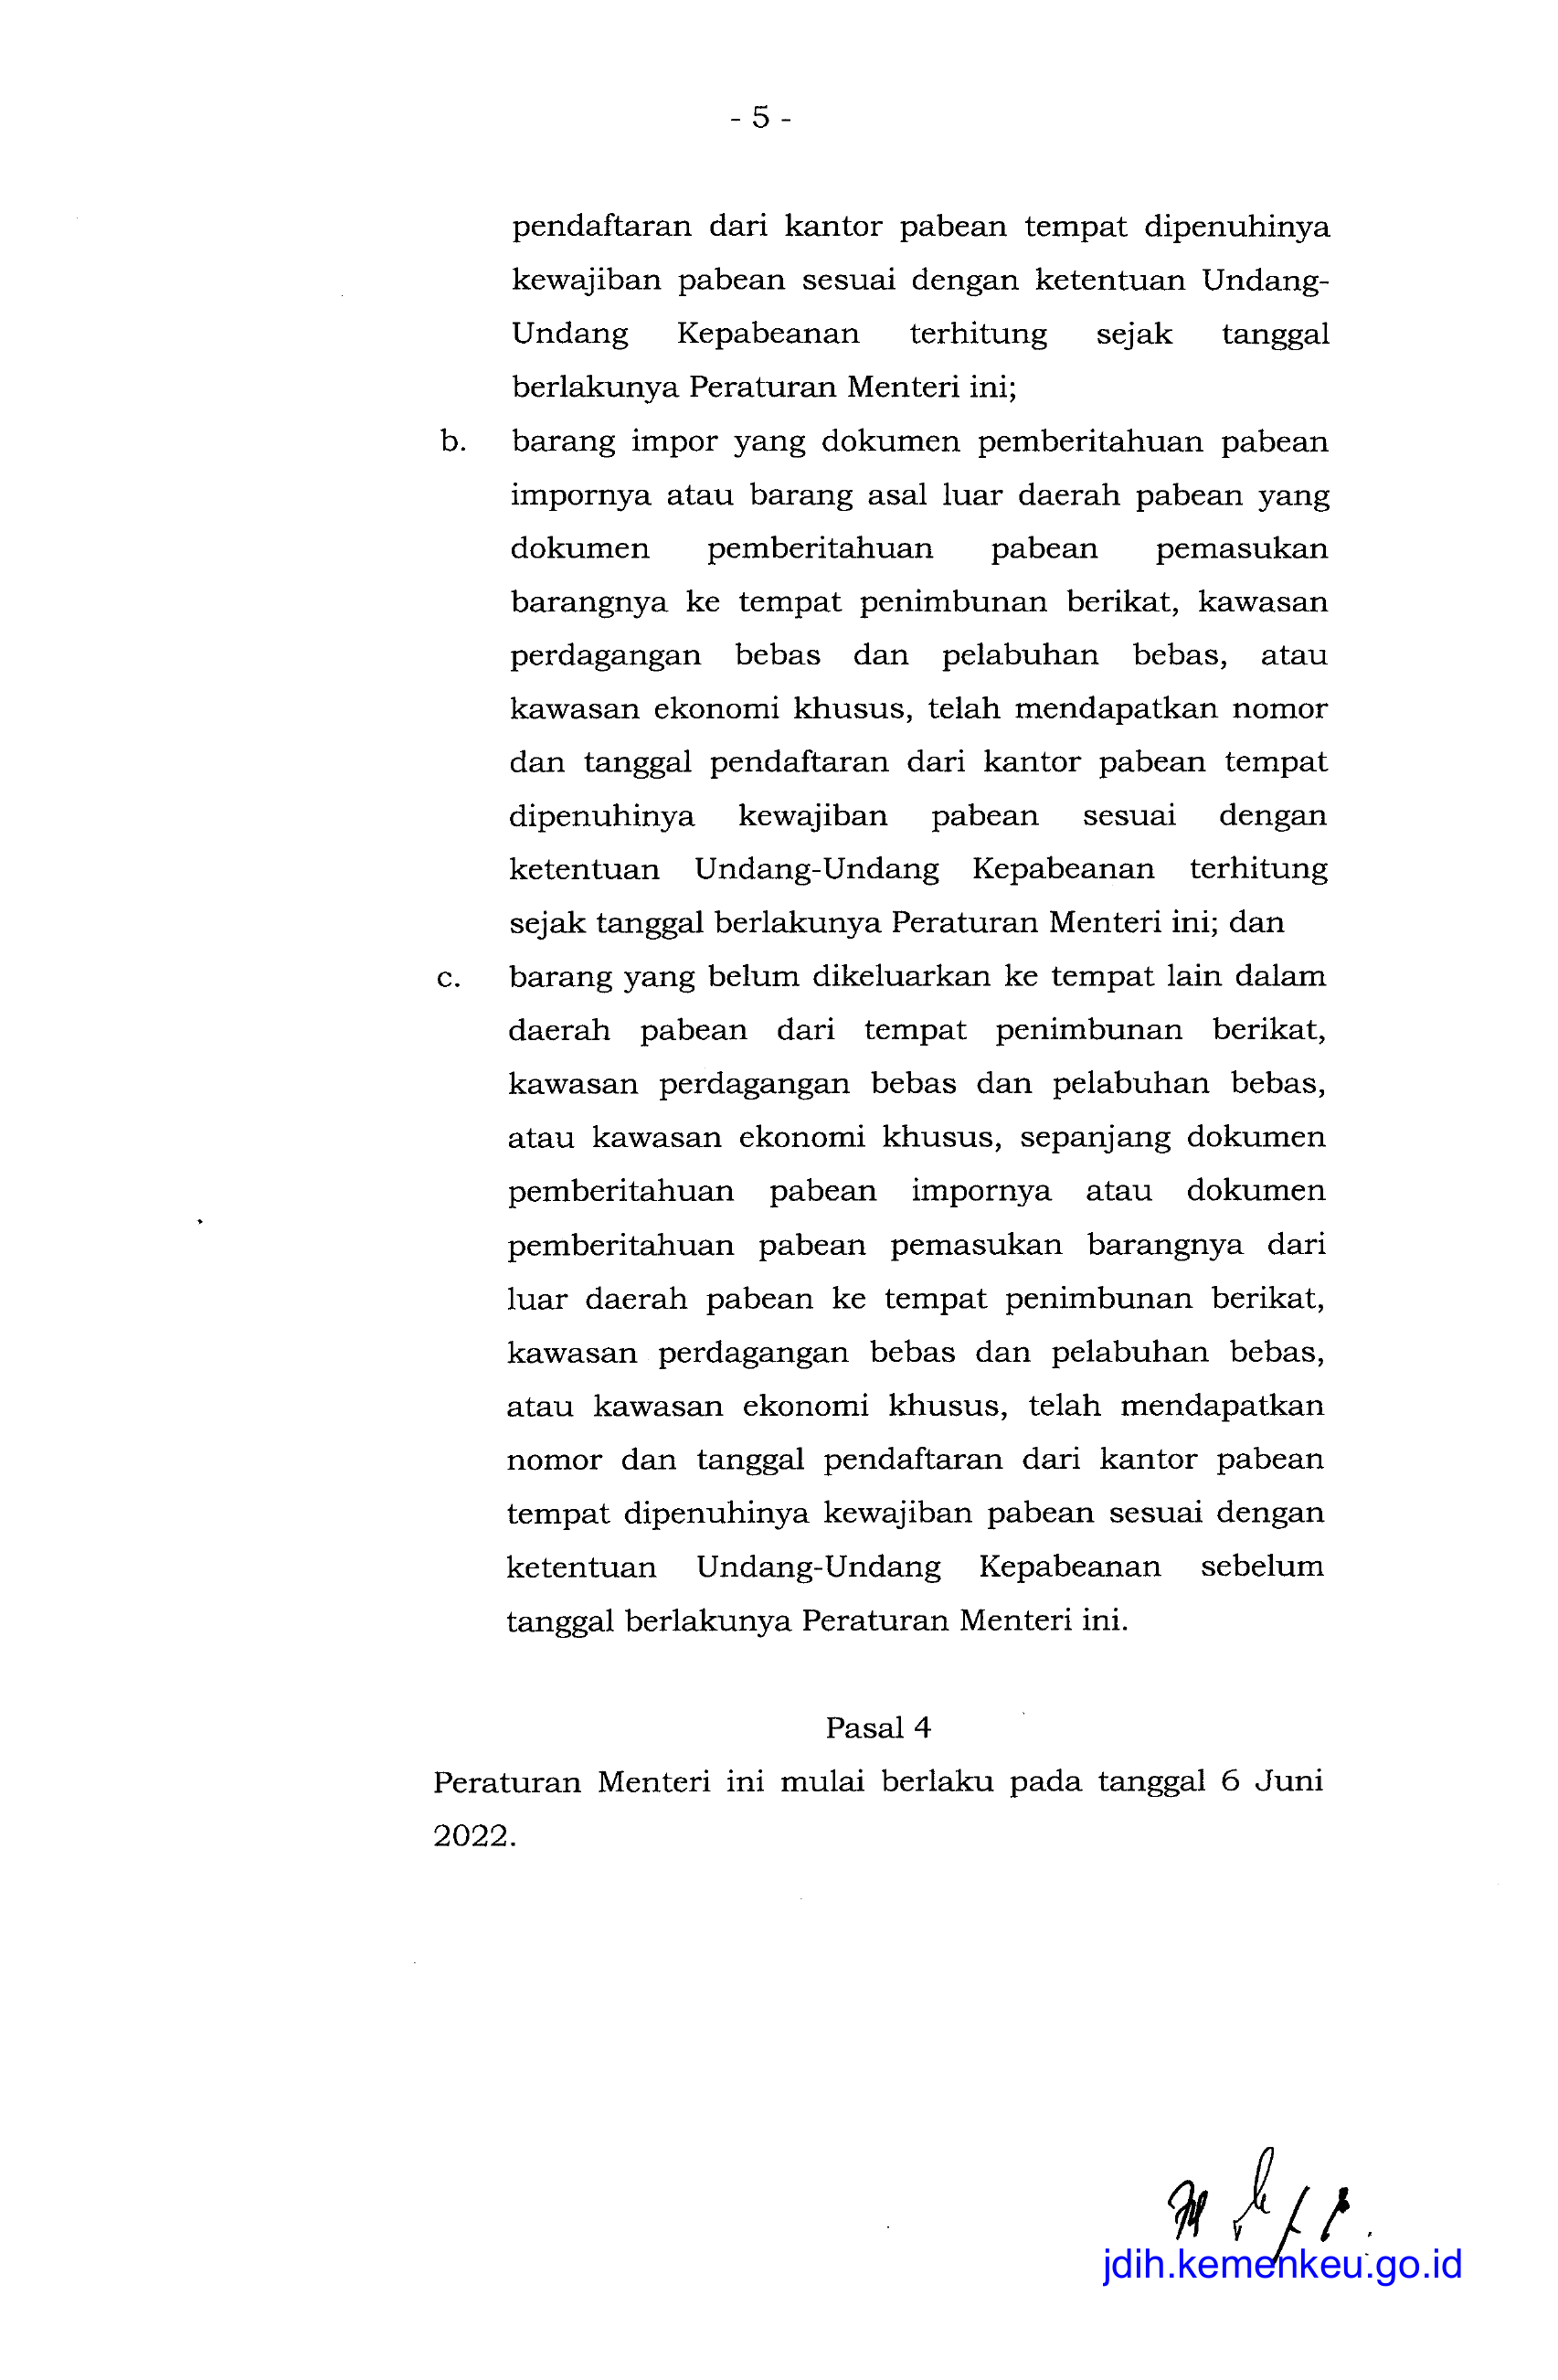 - 5 -
pendaftaran dari kantor pabean tempat dipenuhinya
kewajiban pabean sesuai dengan ketentuan Undang-
Undang Kepabeanan terhitung sejak tanggal
berlakunya Peraturan Menteri ini;
b. barang impor yang dokumen pemberitahuan pabean
impornya atau barang asal luar daerah pabean yang
dokumen pemberitahuan pabean pemasukan
barangnya ke tempat penimbunan berikat, kawasan
perdagangan bebas dan pelabuhan bebas, atau
kawasan ekonomi khusus, telah mendapatkan nomor
dan tanggal pendaftaran dari kantor pabean tempat
dipenuhinya kewajiban pabean sesuai dengan
ketentuan Undang-Undang Kepabeanan terhitung
sejak tanggal berlakunya Peraturan Menteri ini; dan
c. barang yang belum dikeluarkan ke tempat lain dalam
daerah pabean dari tempat penimbunan berikat,
kawasan perdagangan bebas dan pelabuhan bebas,
atau kawasan ekonomi khusus, sepanjang dokumen
pemberitahuan pabean impornya atau dokumen
pemberitahuan pabean pemasukan barangnya dari
luar daerah pabean ke tempat penimbunan berikat,
kawasan perdagangan bebas dan pelabuhan bebas,
atau kawasan ekonomi khusus, telah mendapatkan
nomor dan tanggal pendaftaran dari kantor pabean
tempat dipenuhinya kewajiban pabean sesuai dengan
ketentuan Undang-Undang Kepabeanan sebelum
tanggal berlakunya Peraturan Menteri ini.
Pasal 4
Peraturan Menteri ini mulai berlaku pada tanggal 6 Juni
2022.
jdih.kemenkeu.go.id